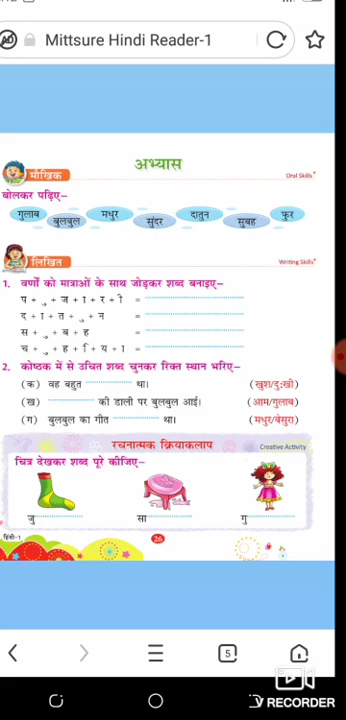 Mittsure Hindi Reader-1
अभ्यास
मौखिक
Oral Skills
बोलकर पढ़िए–
गुलाब बुलबुल मधुर सुंदर दातुन सुबह फुर
लिखित
Writing Skills
1. वर्णों को मात्राओं के साथ जोड़कर शब्द बनाइए–
प + ु + ज + ा + र + ी =
द + ा + त + ु + न =
स + ु + ब + ह =
च + ु + ह + ि + य + ा =
2. कोष्ठक में से उचित शब्द चुनकर रिक्त स्थान भरिए–
(क) वह बहुत था। (खुश/दुःखी)
(ख) की डाली पर बुलबुल आई। (आम/गुलाब)
(ग) बुलबुल का गीत था। (मधुर/बेसुरा)
रचनात्मक क्रियाकलाप
Creative Activity
चित्र देखकर शब्द पूरे कीजिए–
जु सा गु
हिंदी-1
26
5
RECORDER